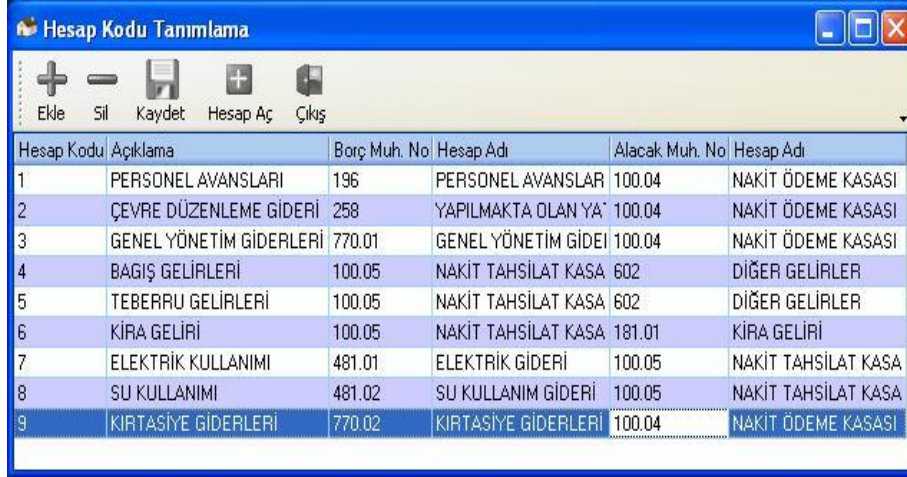 Hesap Kodu Tanımlama
Ekle Sil Kaydet Hesap Aç Çıkış
Hesap Kodu Açıklama Borç Muh. No Hesap Adı Alacak Muh. No Hesap Adı
1 PERSONEL AVANSLARI 196 PERSONEL AVANSLAR 100.04 NAKİT ÖDEME KASASI
2 ÇEVRE DÜZENLEME GİDERİ 258 YAPILMAKTA OLAN YAT 100.04 NAKİT ÖDEME KASASI
3 GENEL YÖNETİM GİDERLERİ 770.01 GENEL YÖNETİM GİDEI 100.04 NAKİT ÖDEME KASASI
4 BAGIŞ GELİRLERİ 100.05 NAKİT TAHSİLAT KASA 602 DİĞER GELİRLER
5 TEBERRU GELİRLERİ 100.05 NAKİT TAHSİLAT KASA 602 DİĞER GELİRLER
6 KİRA GELİRİ 100.05 NAKİT TAHSİLAT KASA 181.01 KİRA GELİRİ
7 ELEKTRİK KULLANIMI 481.01 ELEKTRİK GİDERİ 100.05 NAKİT TAHSİLAT KASA
8 SU KULLANIMI 481.02 SU KULLANIM GİDERİ 100.05 NAKİT TAHSİLAT KASA
9 KIRTASİYE GİDERLERİ 770.02 KIRTASİYE GİDERLERİ 100.04 NAKİT ÖDEME KASASI